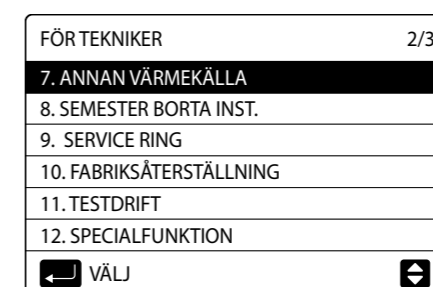 FÖR TEKNIKER 2/3
7. ANNAN VÄRMEKÄLLA
8. SEMESTER BORTA INST.
9. SERVICE RING
10. FABRIKSÅTERSTÄLLNING
11. TESTDRIFT
12. SPECIALFUNKTION
VÄLJ